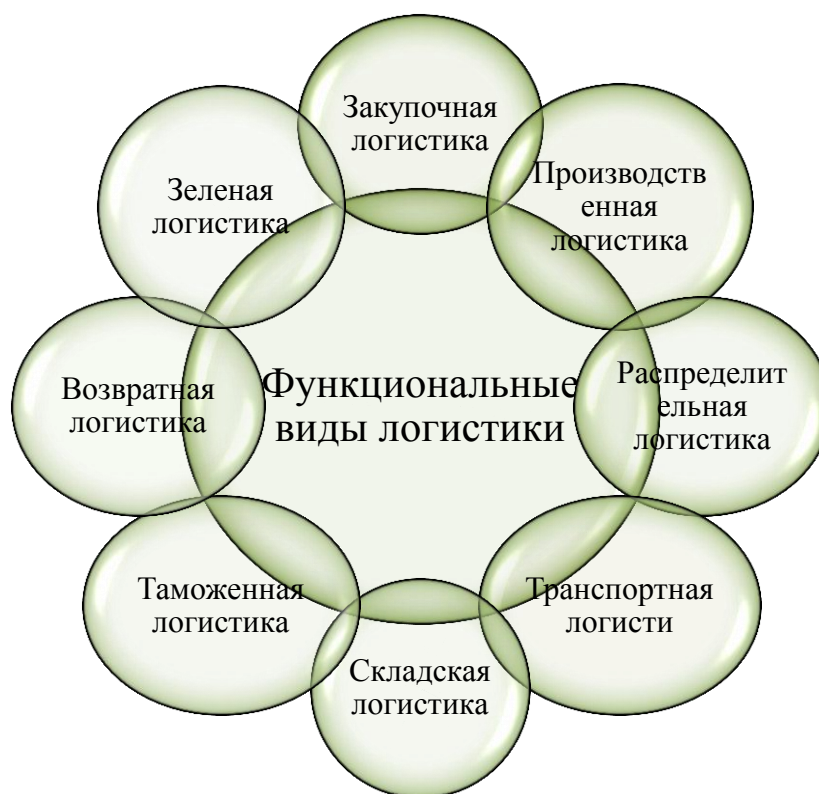 Закупочная
логистика
Производств
енная
логистика
Распределит
ельная
логистика
Транспортная
логисти
Складская
логистика
Таможенная
логистика
Возвратная
логистика
Зеленая
логистика
Функциональные
виды логистики